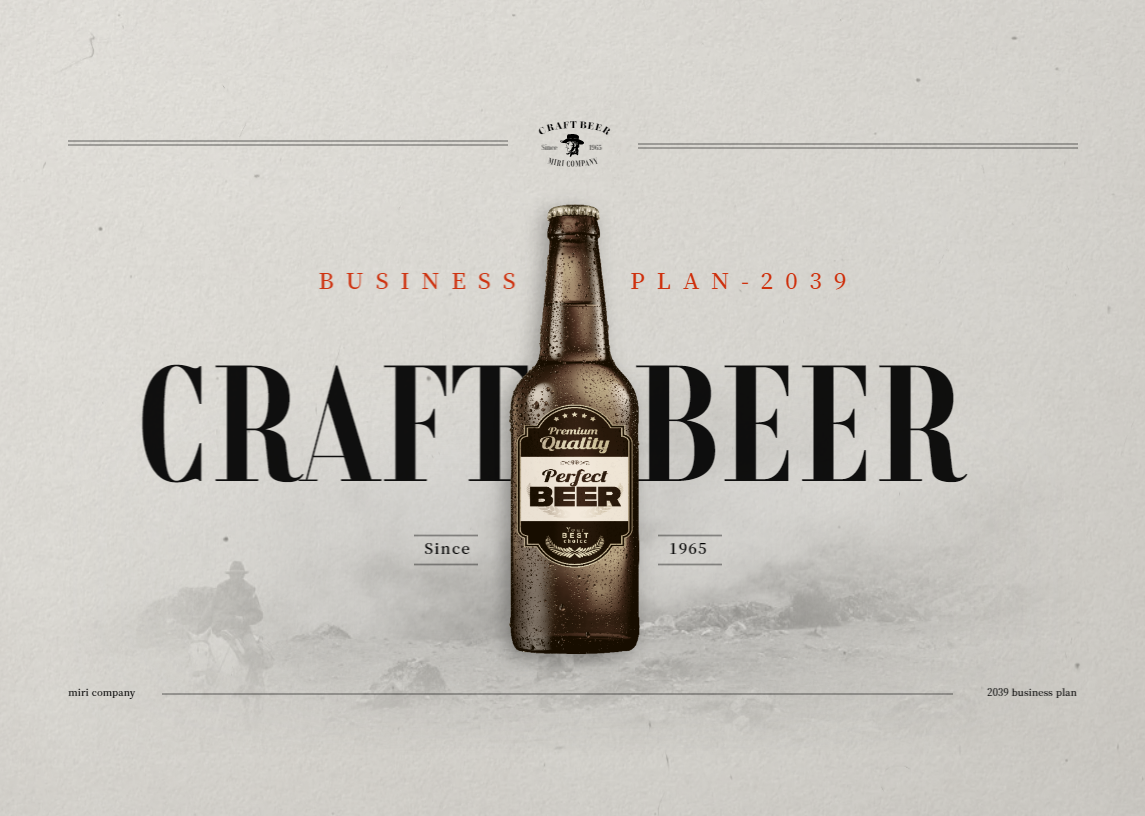 CRAFT BEER
Since 1965
MIRI COMPANY
BUSINESS PLAN-2039
CRAFT BEER
Premium
Quality
Perfect
BEER
Your
BEST
choice
Since 1965
miri company 2039 business plan